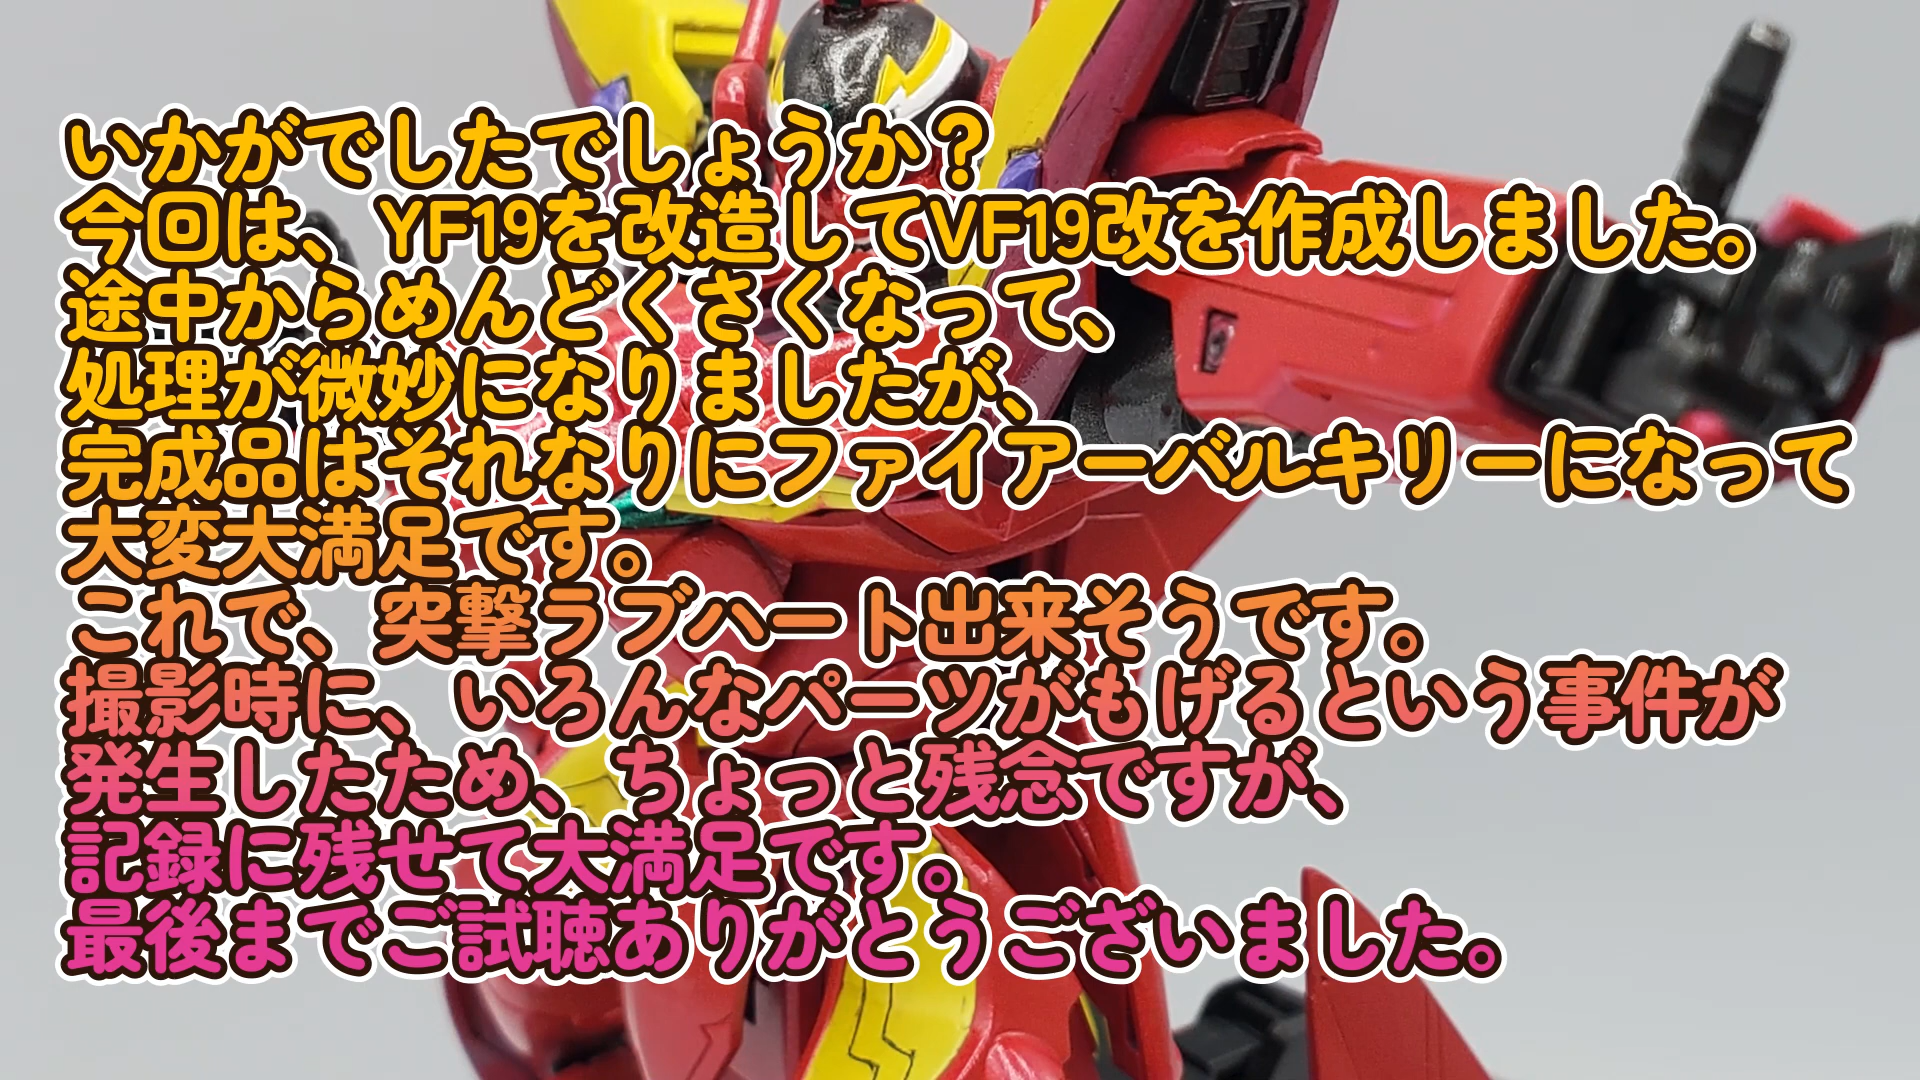 いかがでしたでしょうか？
今回は、YF19を改造してVF19改を作成しました。
途中からめんどくさくなって、
処理が微妙になりましたが、
完成品はそれなりにファイアーバルキリーになって
大変大満足です。
これで、突撃ラブハート出来そうです。
撮影時に、いろんなパーツがもげるという事件が
発生したため、ちょっと残念ですが、
記録に残せて大満足です。
最後までご試聴ありがとうございました。